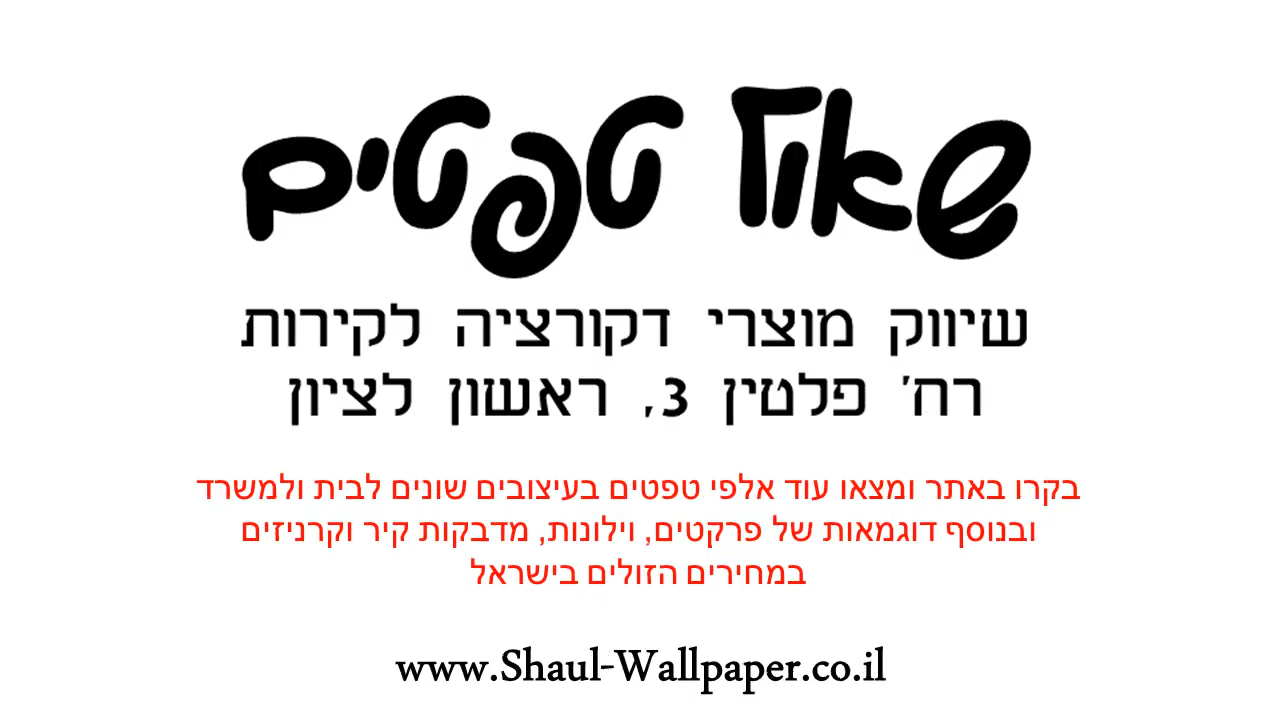 שאול טפטים
שיווק מוצרי דקורציה לקירות
רח' פלטין 3, ראשון לציון
בקרו באתר ומצאו עוד אלפי טפטים בעיצובים שונים לבית ולמשרד
ובנוסף דוגמאות של פרקטים, וילונות, מדבקות קיר וקרניזים
במחירים הזולים בישראל
www.Shaul-Wallpaper.co.il